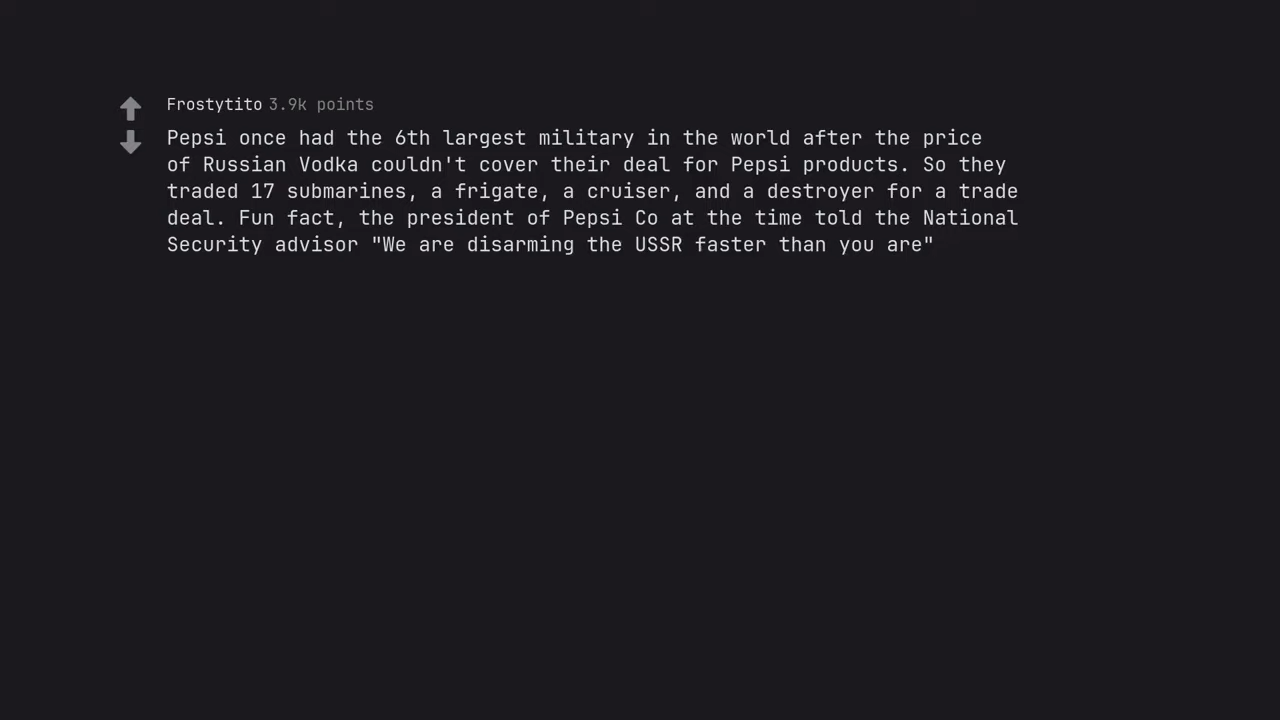 Frostytito 3.9k points
Pepsi once had the 6th largest military in the world after the price
of Russian Vodka couldn't cover their deal for Pepsi products. So they
traded 17 submarines, a frigate, a cruiser, and a destroyer for a trade
deal. Fun fact, the president of Pepsi Co at the time told the National
Security advisor "We are disarming the USSR faster than you are"